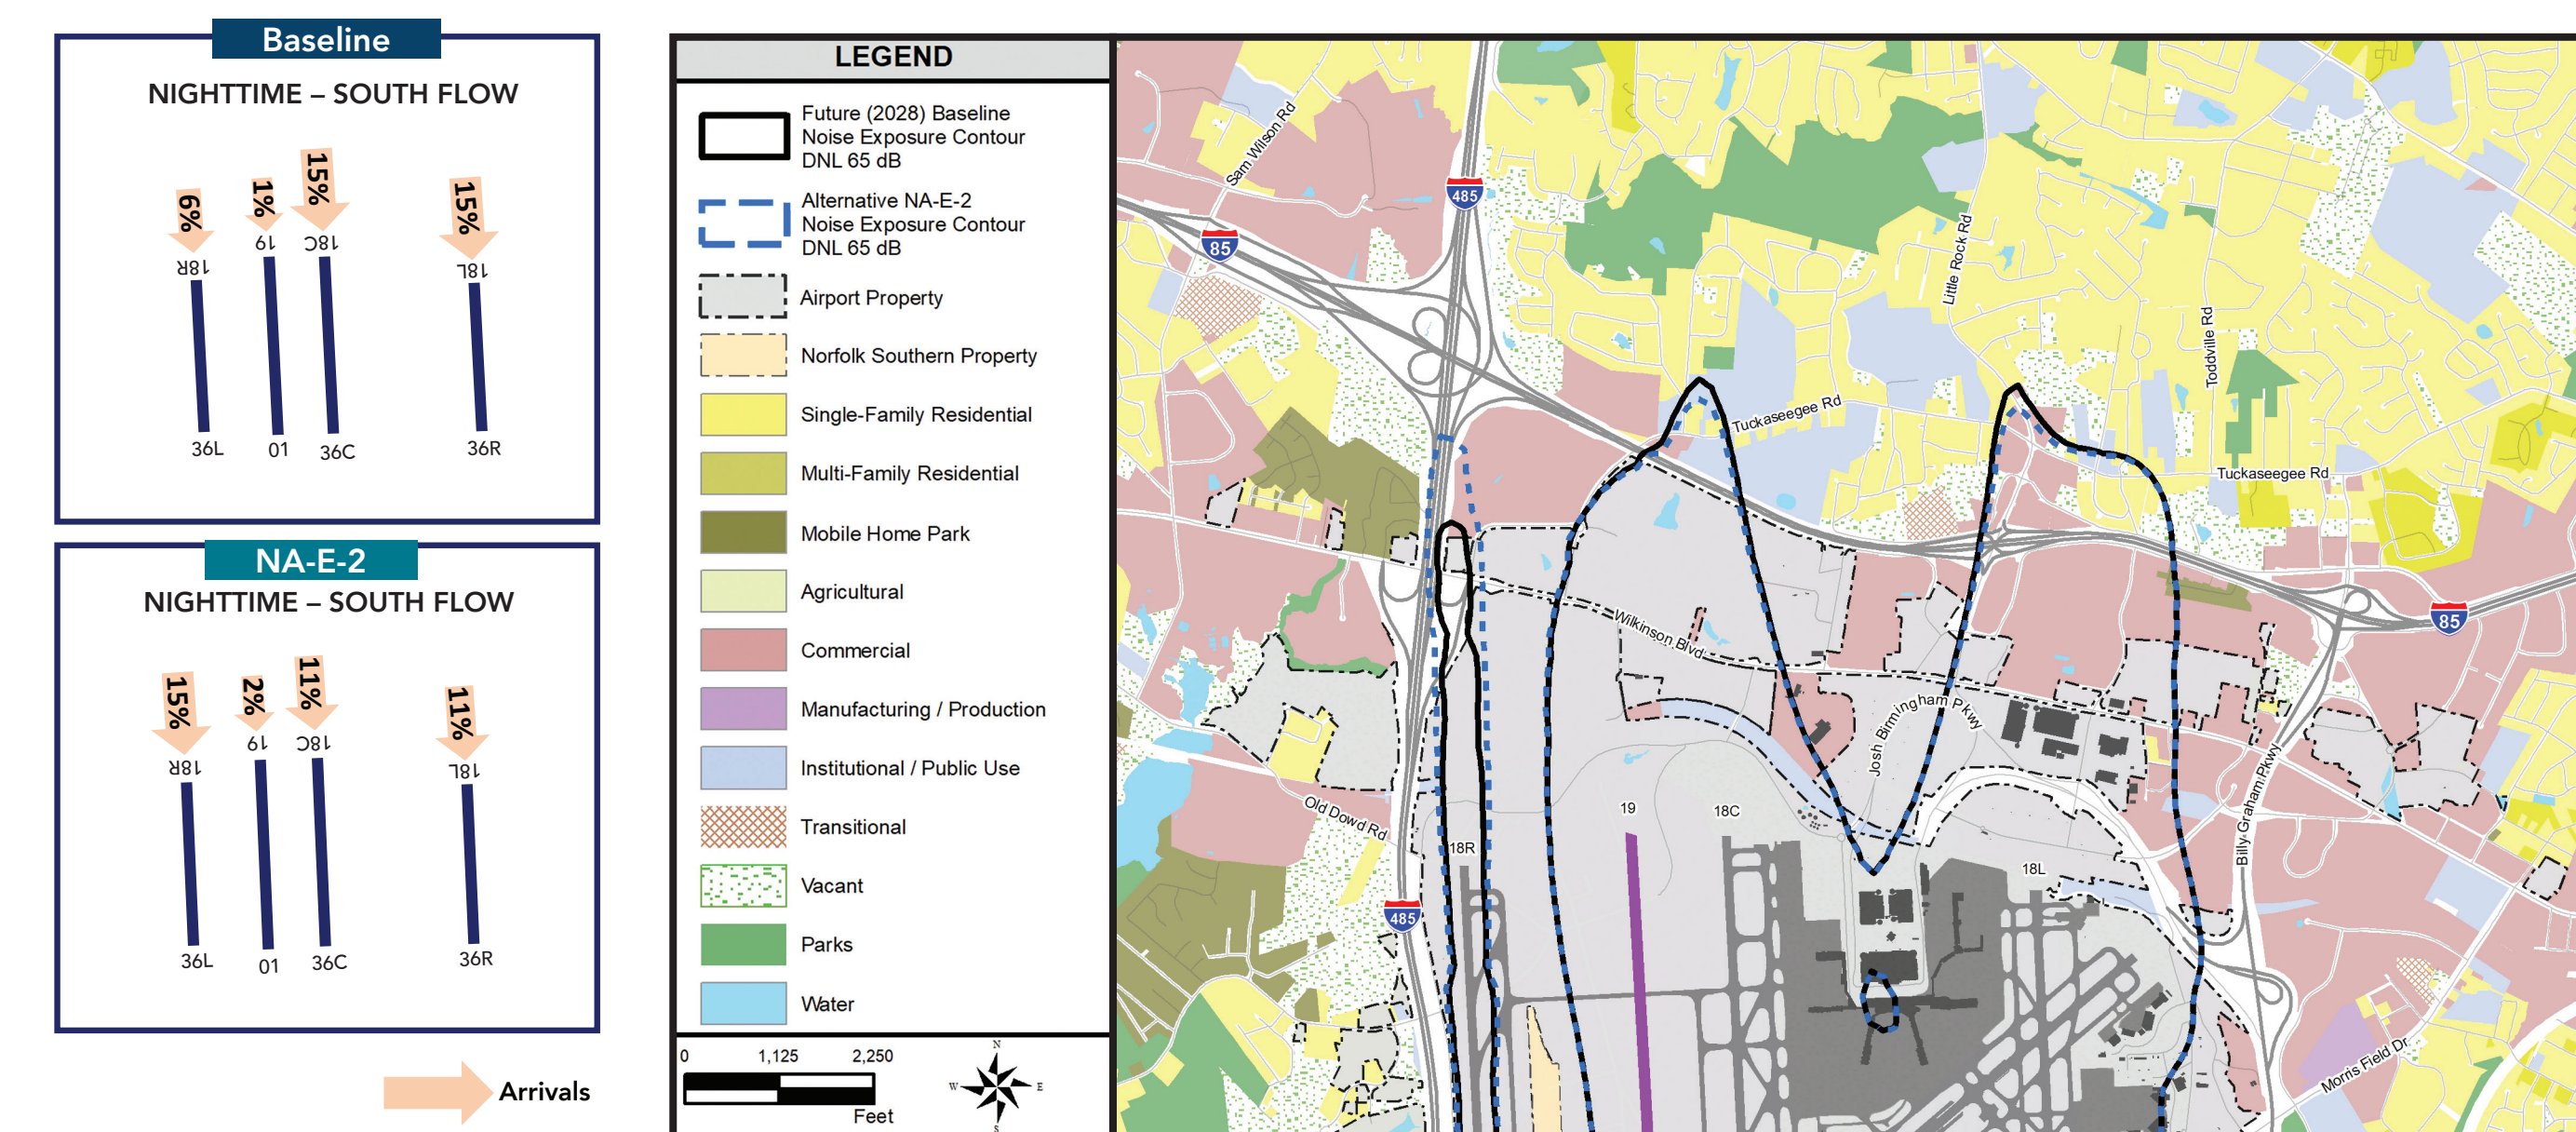 Baseline
NIGHTTIME – SOUTH FLOW
6%
1%
15%
15%
18R
19
18C
18L
36L
01
36C
36R
NA-E-2
NIGHTTIME – SOUTH FLOW
15%
2%
11%
11%
18R
19
18C
18L
36L
01
36C
36R
Arrivals
LEGEND
Future (2028) Baseline
Noise Exposure Contour
DNL 65 dB
Alternative NA-E-2
Noise Exposure Contour
DNL 65 dB
Airport Property
Norfolk Southern Property
Single-Family Residential
Multi-Family Residential
Mobile Home Park
Agricultural
Commercial
Manufacturing / Production
Institutional / Public Use
Transitional
Vacant
Parks
Water
0 1,125 2,250
Feet
N
W
E
S
Sam Wilson Rd
485
85
Little Rock Rd
Toddville Rd
Tuckaseegee Rd
Tuckaseegee Rd
85
Wilkinson Blvd
Josh Birmingham Pkwy
Billy Graham Pkwy
Old Dowd Rd
19
18C
18R
18L
485
Morris Field Dr